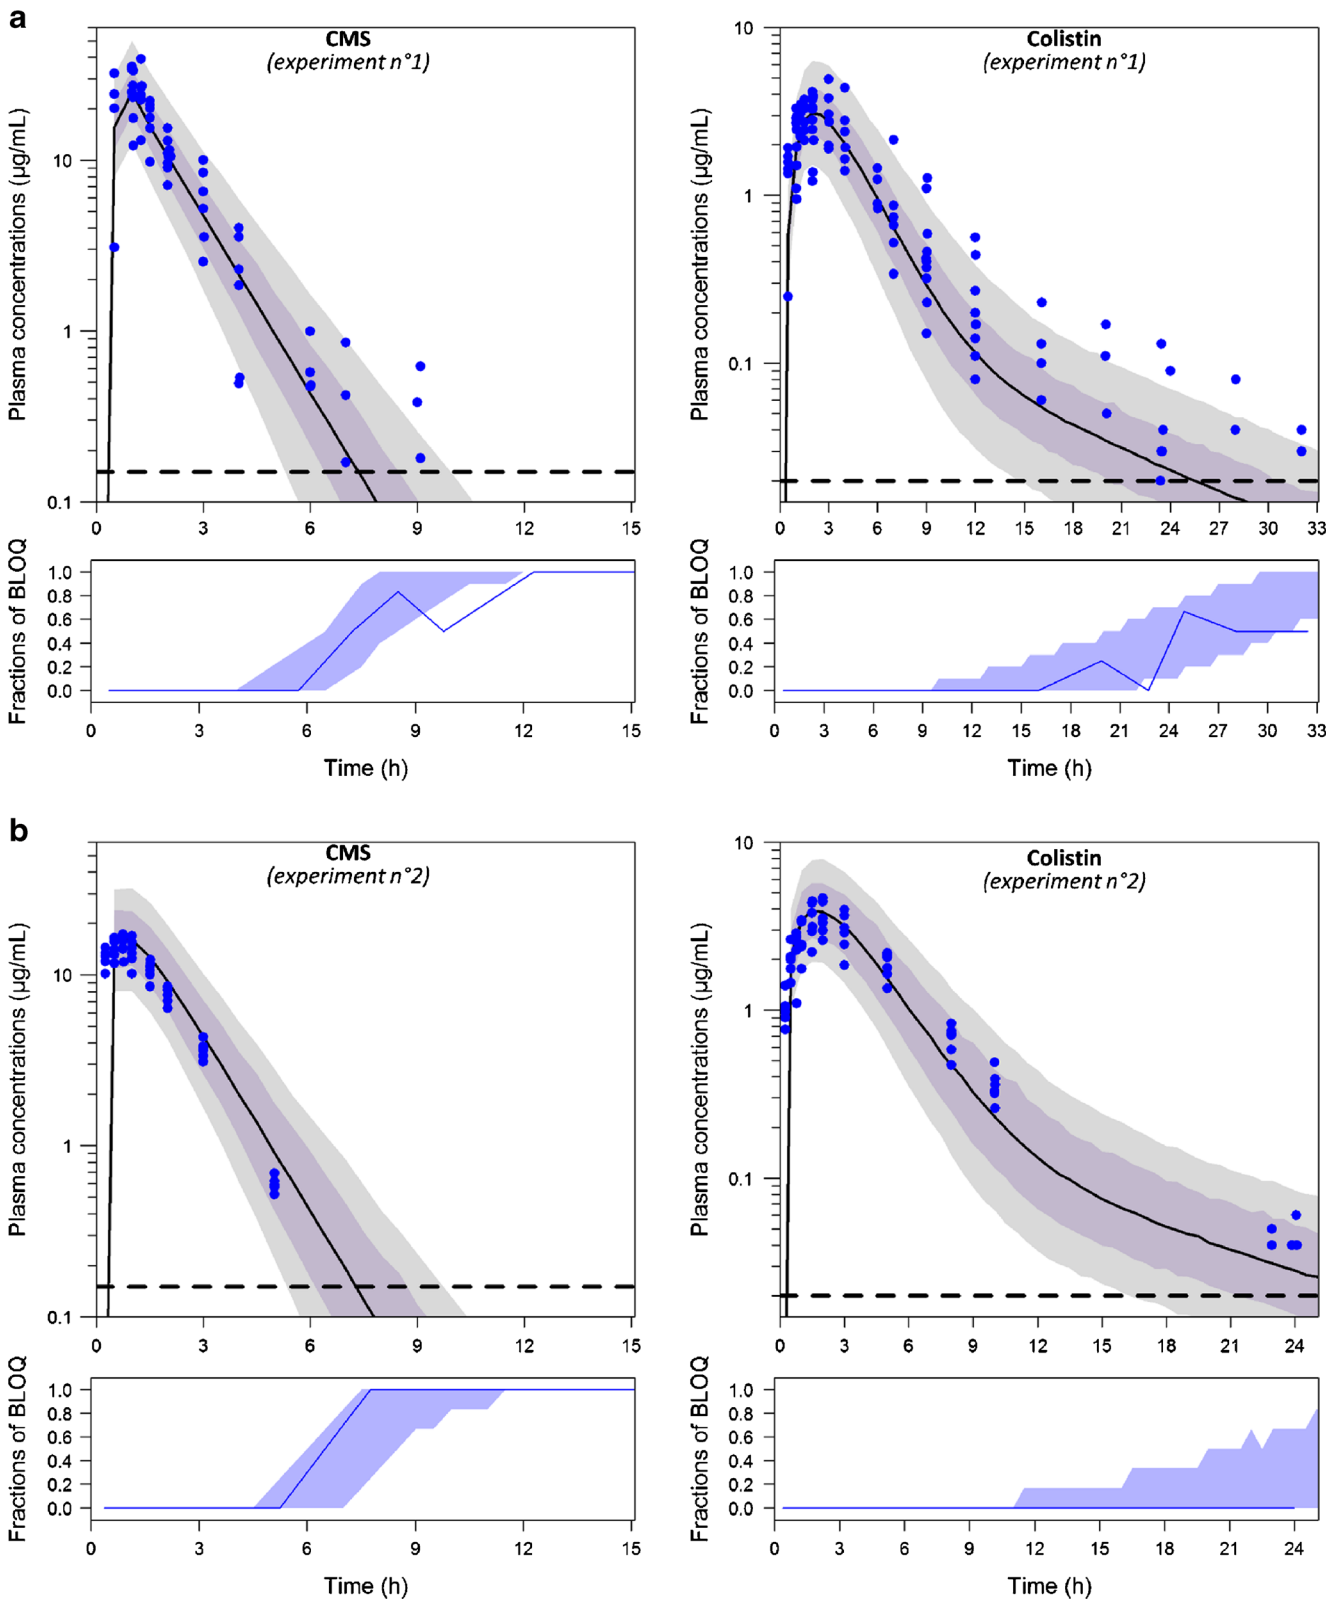 a
CMS
(experiment n°1)
Plasma concentrations (µg/mL)
10
1
0.1
0 3 6 9 12 15
Fractions of BLOQ
1.0
0.8
0.6
0.4
0.2
0.0
0 3 6 9 12 15
Time (h)
Colistin
(experiment n°1)
Plasma concentrations (µg/mL)
10
1
0.1
0 3 6 9 12 15 18 21 24 27 30 33
Fractions of BLOQ
1.0
0.8
0.6
0.4
0.2
0.0
0 3 6 9 12 15 18 21 24 27 30 33
Time (h)
b
CMS
(experiment n°2)
Plasma concentrations (µg/mL)
10
1
0.1
0 3 6 9 12 15
Fractions of BLOQ
1.0
0.8
0.6
0.4
0.2
0.0
0 3 6 9 12 15
Time (h)
Colistin
(experiment n°2)
Plasma concentrations (µg/mL)
10
1
0.1
0 3 6 9 12 15 18 21 24
Fractions of BLOQ
1.0
0.8
0.6
0.4
0.2
0.0
0 3 6 9 12 15 18 21 24
Time (h)